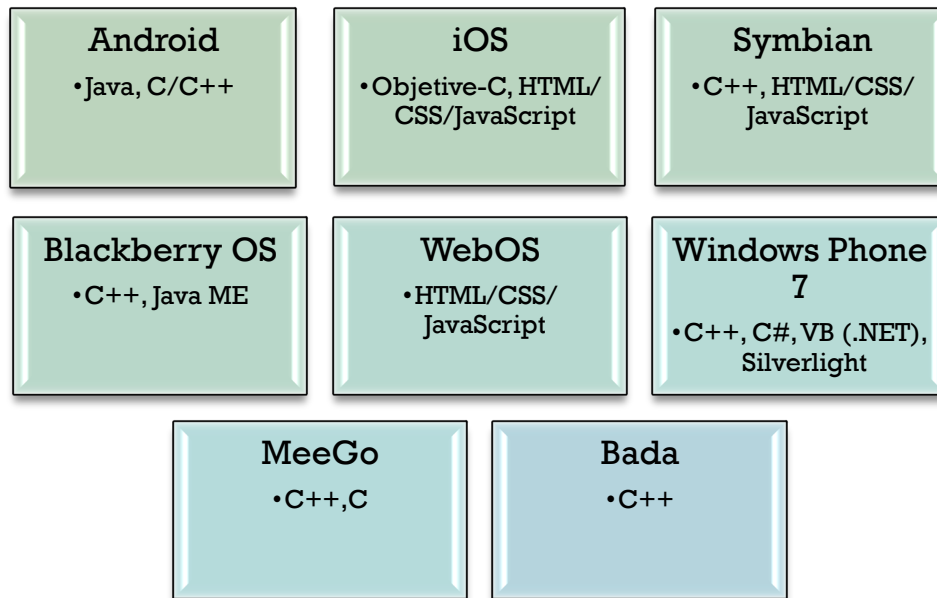 Android
•Java, C/C++
iOS
•Objetive-C, HTML/
CSS/JavaScript
Symbian
•C++, HTML/CSS/
JavaScript
Blackberry OS
•C++, Java ME
WebOS
•HTML/CSS/
JavaScript
Windows Phone
7
•C++, C#, VB (.NET),
Silverlight
MeeGo
•C++,C
Bada
•C++